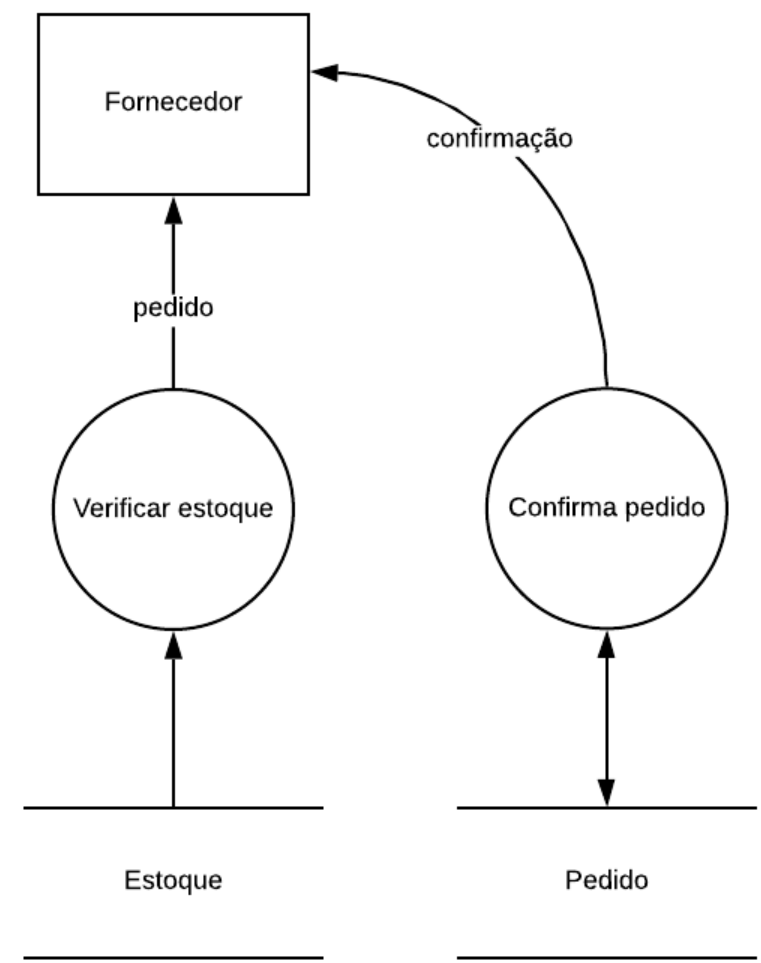 Fornecedor
confirmação
pedido
Verificar estoque
Confirma pedido
Estoque
Pedido